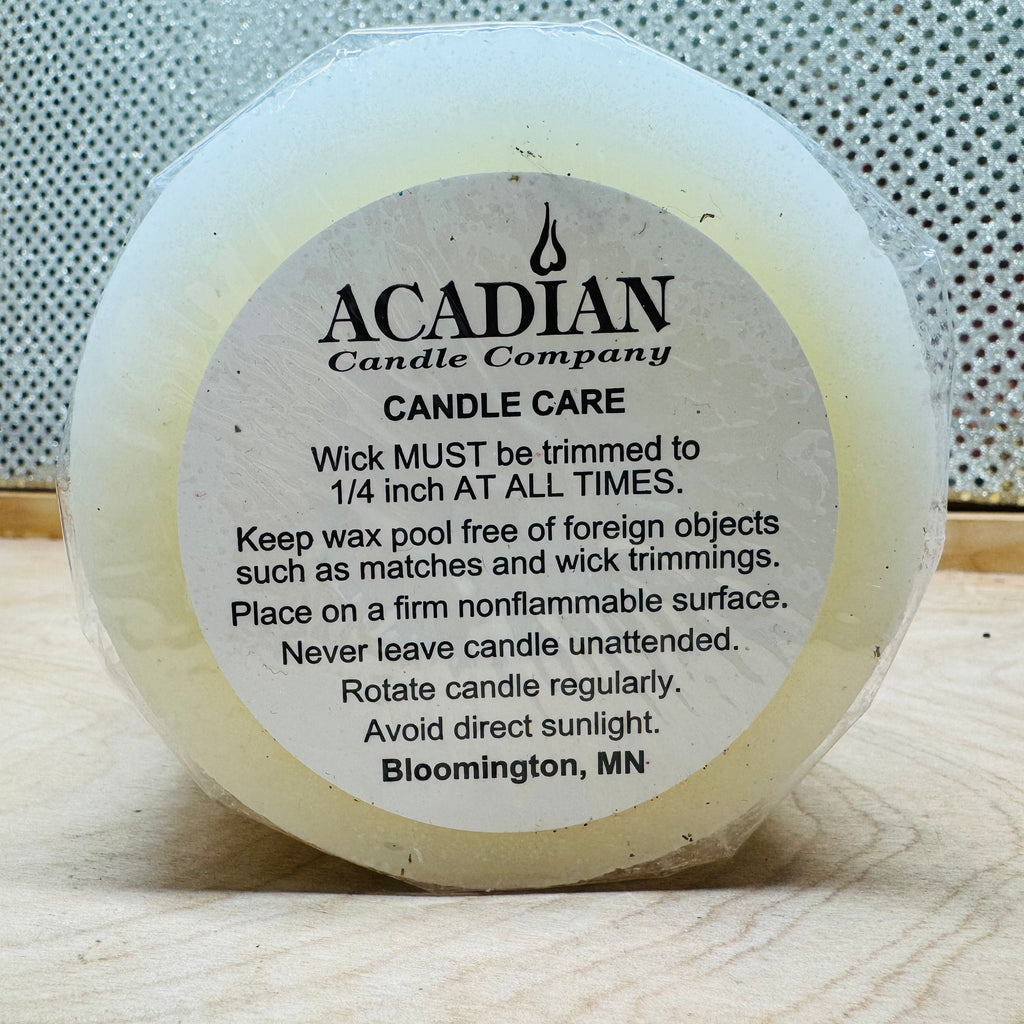 ACADIAN
Candle Company
CANDLE CARE
Wick MUST be trimmed to
1/4 inch AT ALL TIMES.
Keep wax pool free of foreign objects
such as matches and wick trimmings.
Place on a firm nonflammable surface.
Never leave candle unattended.
Rotate candle regularly.
Avoid direct sunlight.
Bloomington, MN